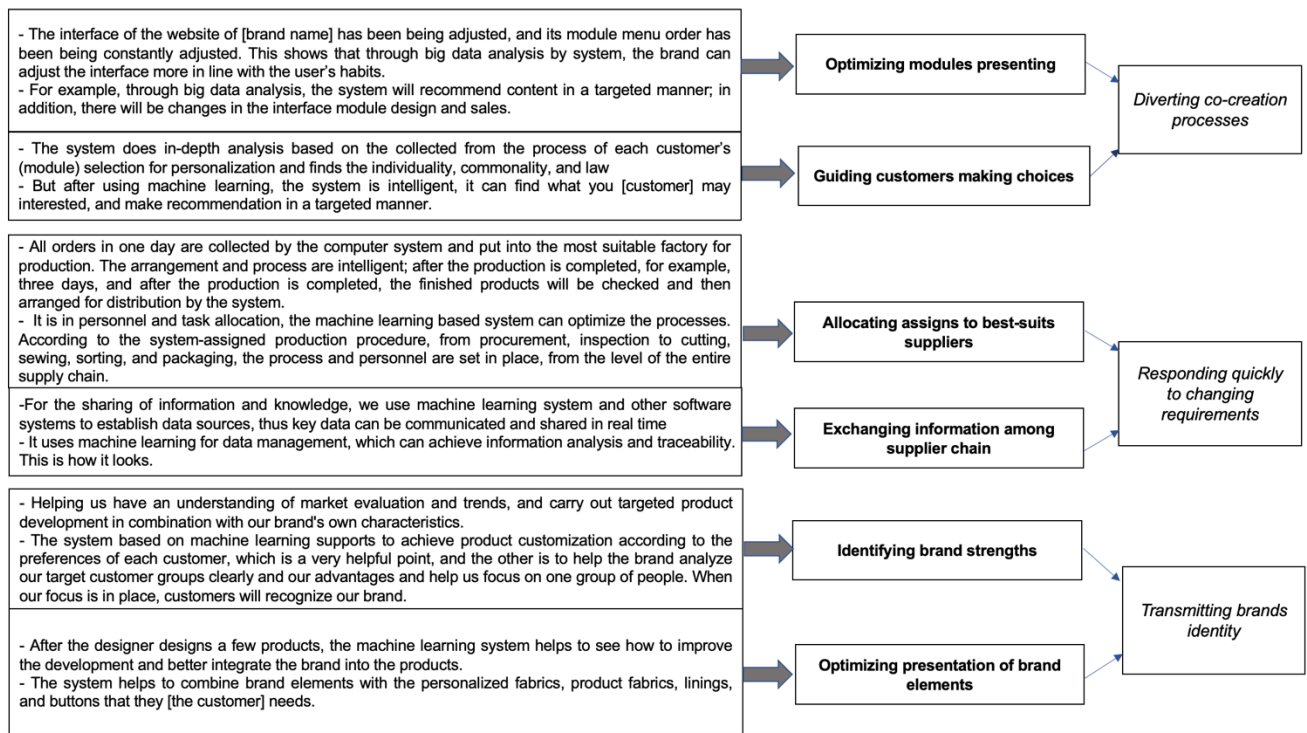 - The interface of the website of [brand name] has been being adjusted, and its module menu order has
been being constantly adjusted. This shows that through big data analysis by system, the brand can
adjust the interface more in line with the user's habits.
- For example, through big data analysis, the system will recommend content in a targeted manner; in
addition, there will be changes in the interface module design and sales.
Optimizing modules presenting
Diverting co-creation
processes
- The system does in-depth analysis based on the collected from the process of each customer's
(module) selection for personalization and finds the individuality, commonality, and law
- But after using machine learning, the system is intelligent, it can find what you [customer] may
interested, and make recommendation in a targeted manner.
Guiding customers making choices
- All orders in one day are collected by the computer system and put into the most suitable factory for
production. The arrangement and process are intelligent; after the production is completed, for example,
three days, and after the production is completed, the finished products will be checked and then
arranged for distribution by the system.
- It is in personnel and task allocation, the machine learning based system can optimize the processes.
According to the system-assigned production procedure, from procurement, inspection to cutting,
sewing, sorting, and packaging, the process and personnel are set in place, from the level of the entire
supply chain.
Allocating assigns to best-suits
suppliers
Responding quickly
to changing
requirements
-For the sharing of information and knowledge, we use machine learning system and other software
systems to establish data sources, thus key data can be communicated and shared in real time
- It uses machine learning for data management, which can achieve information analysis and traceability.
This is how it looks.
Exchanging information among
supplier chain
- Helping us have an understanding of market evaluation and trends, and carry out targeted product
development in combination with our brand's own characteristics.
- The system based on machine learning supports to achieve product customization according to the
preferences of each customer, which is a very helpful point, and the other is to help the brand analyze
our target customer groups clearly and our advantages and help us focus on one group of people. When
our focus is in place, customers will recognize our brand.
Identifying brand strengths
Transmitting brands
identity
- After the designer designs a few products, the machine learning system helps to see how to improve
the development and better integrate the brand into the products.
- The system helps to combine brand elements with the personalized fabrics, product fabrics, linings,
and buttons that they [the customer] needs.
Optimizing presentation of brand
elements